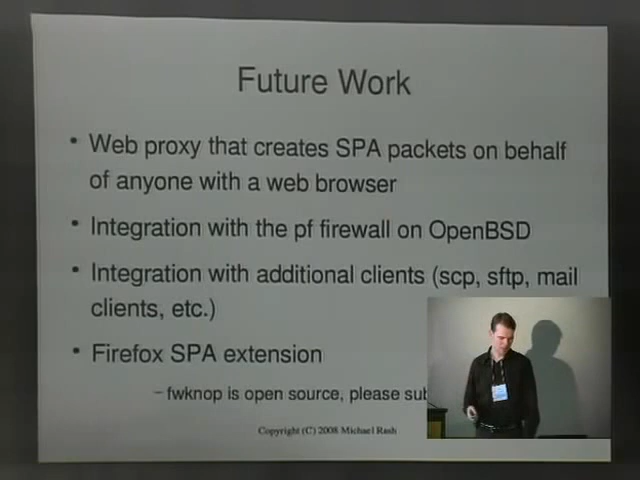 Future Work
• Web proxy that creates SPA packets on behalf
of anyone with a web browser
• Integration with the pf firewall on OpenBSD
• Integration with additional clients (scp, sftp, mail
clients, etc.)
• Firefox SPA extension
– fwknop is open source, please sub
Copyright (C) 2008 Michael Rash